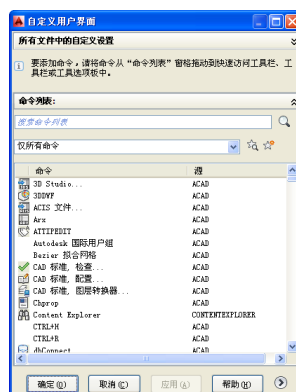 自定义用户界面
所有文件中的自定义设置
要添加命令，请将命令从“命令列表”窗格拖动到快速访问工具栏、工
具栏或工具选项板中。
命令列表:
搜索命令列表
仅所有命令
命令 源
3D Studio... ACAD
3DDWF ACAD
ACIS 文件... ACAD
Arx ACAD
ATTIPEDIT ACAD
Autodesk 国际用户组 ACAD
Bezier 拟合网格 ACAD
CAD 标准, 检查... ACAD
CAD 标准, 配置... ACAD
CAD 标准, 图层转换器... ACAD
Chprop ACAD
Content Explorer CONTENTEXPLORER
CTRL+H ACAD
CTRL+R ACAD
dbConnect ACAD
确定(O) 取消(C) 应用(A) 帮助(H)